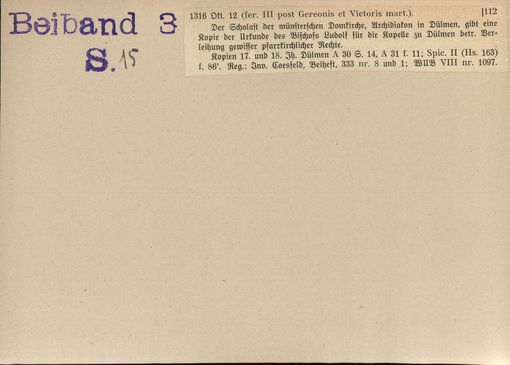 Beiband 3
S. 15
1316 Okt. 12 (fer. III post Gereonis et Victoris mart.). [112
Der Scholast der münsterschen Domkirche, Archidiakon in Dülmen, gibt eine
Kopie der Urkunde des Bischofs Ludolf für die Kapelle zu Dülmen betr. Ver-
leihung gewisser pfarrkirchlicher Rechte.
Kopien 17. und 18. Jh. Dülmen A 30 S. 14, A 31 f. 11; Spic. II (Hs. 163)
f. 86'. Reg.: Inv. Coesfeld, Beiheft, 333 nr. 8 und 1; WUB VIII nr. 1097.